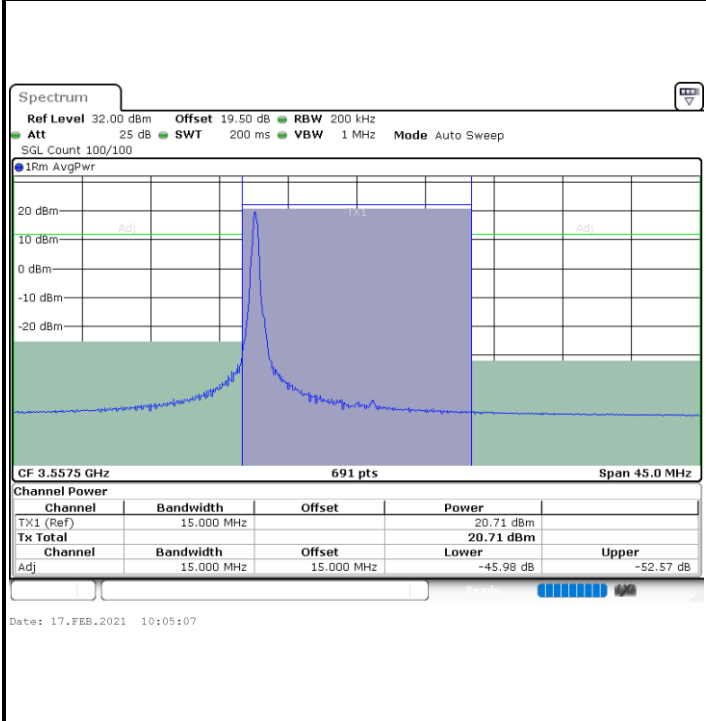 Spectrum
Ref Level 32.00 dBm Offset 19.50 dB RBW 200 kHz
Att 25 dB SWT 200 ms VBW 1 MHz Mode Auto Sweep
SGL Count 100/100
1Rm AvgPwr
TX1
20 dBm
Adj Adj
10 dBm
0 dBm
-10 dBm
-20 dBm
CF 3.5575 GHz 691 pts Span 45.0 MHz
Channel Power
Channel Bandwidth Offset Power
TX1 (Ref) 15.000 MHz 20.71 dBm
Tx Total 20.71 dBm
Channel Bandwidth Offset Lower Upper
Adj 15.000 MHz 15.000 MHz -45.98 dB -52.57 dB
Ready
Date: 17.FEB.2021 10:05:07